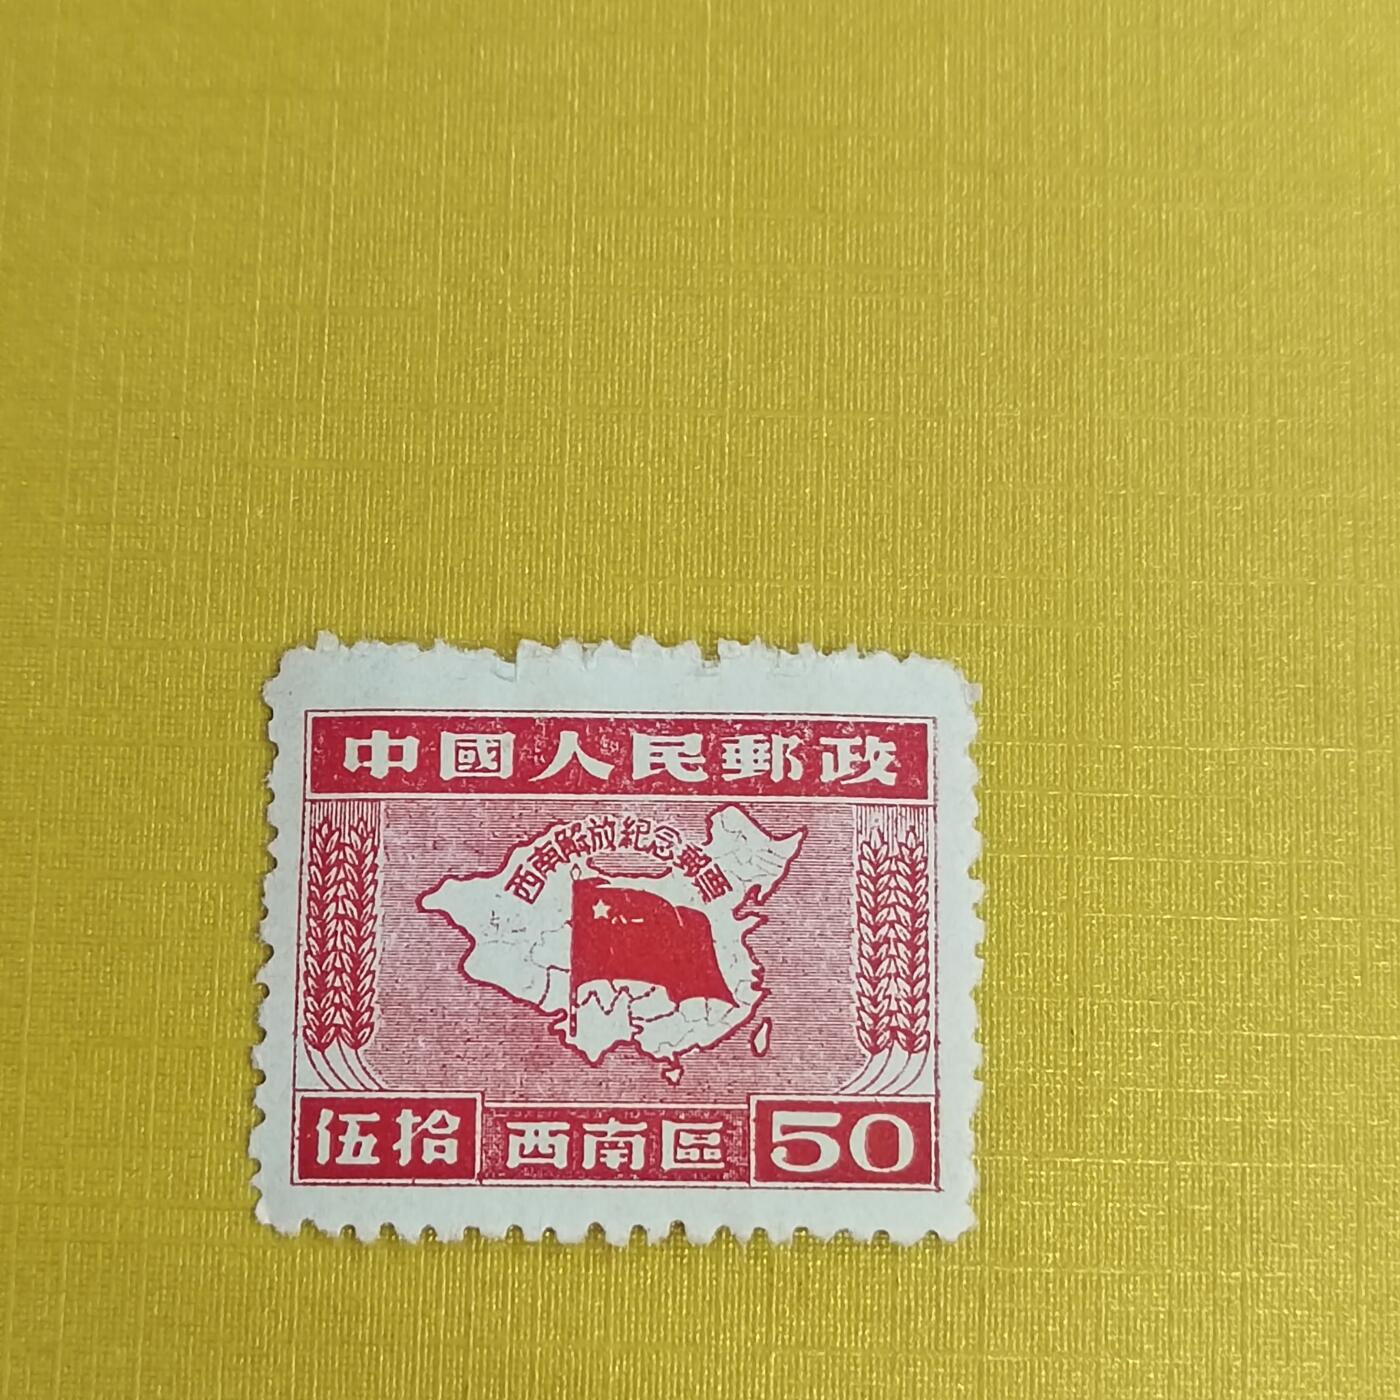 中國人民郵政
西南解放紀念郵票
八一
伍拾 西南區 50